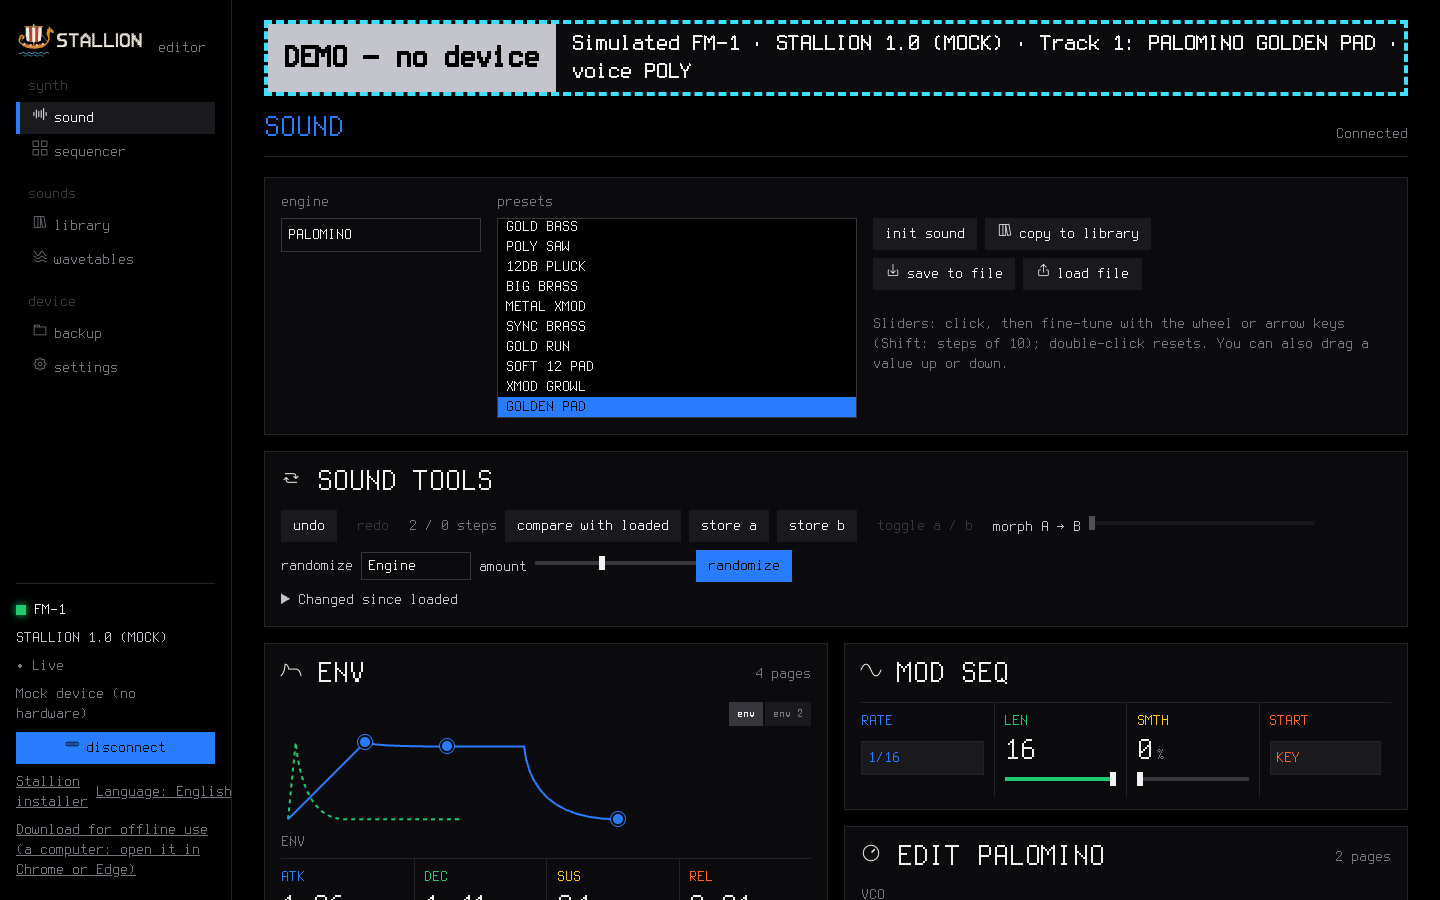 STALLION editor
synth
sound
sequencer
sounds
library
wavetables
device
backup
settings
FM-1
STALLION 1.0 (MOCK)
• Live
Mock device (no
hardware)
disconnect
Stallion
installer
Language: English
Download for offline use
(a computer: open it in
Chrome or Edge)
DEMO — no device
Simulated FM-1 · STALLION 1.0 (MOCK) · Track 1: PALOMINO GOLDEN PAD ·
voice POLY
SOUND
Connected
engine
PALOMINO
presets
GOLD BASS
POLY SAW
12DB PLUCK
BIG BRASS
METAL XMOD
SYNC BRASS
GOLD RUN
SOFT 12 PAD
XMOD GROWL
GOLDEN PAD
init sound
copy to library
save to file
load file
Sliders: click, then fine-tune with the wheel or arrow keys
(Shift: steps of 10); double-click resets. You can also drag a
value up or down.
SOUND TOOLS
undo redo 2 / 0 steps compare with loaded store a store b toggle a / b morph A → B
randomize Engine amount randomize
▶ Changed since loaded
ENV
4 pages
env env 2
ENV
ATK DEC SUS REL
MOD SEQ
RATE LEN SMTH START
1/16 16 0% KEY
EDIT PALOMINO
2 pages
VCO